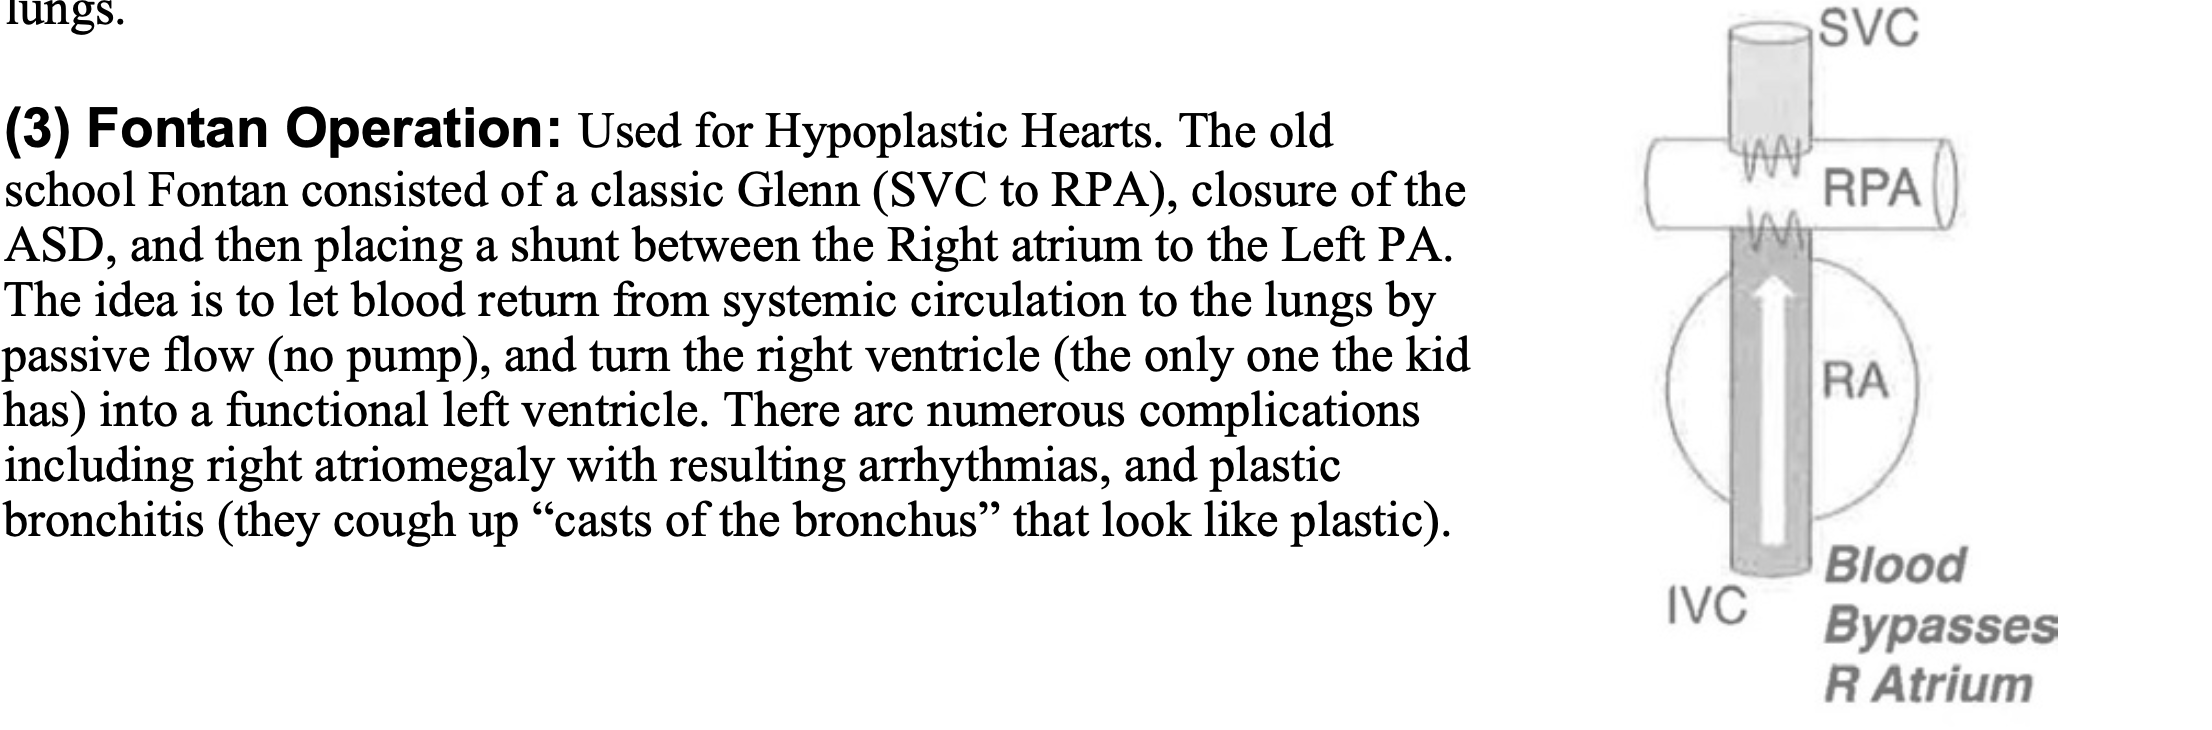 lungs.
(3) Fontan Operation: Used for Hypoplastic Hearts. The old
school Fontan consisted of a classic Glenn (SVC to RPA), closure of the
ASD, and then placing a shunt between the Right atrium to the Left PA.
The idea is to let blood return from systemic circulation to the lungs by
passive flow (no pump), and turn the right ventricle (the only one the kid
has) into a functional left ventricle. There arc numerous complications
including right atriomegaly with resulting arrhythmias, and plastic
bronchitis (they cough up “casts of the bronchus” that look like plastic).
SVC
RPA
RA
IVC
Blood
Bypasses
R Atrium